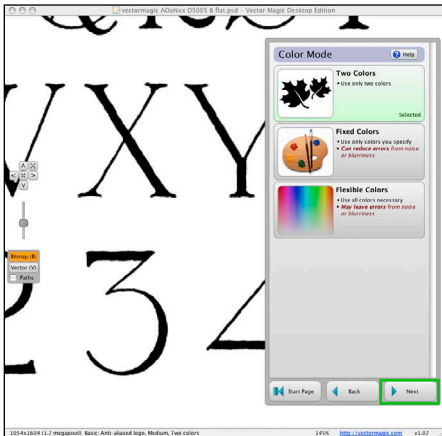 vectormagic AOaNxx D5005 B flat.psd – Vector Magic Desktop Edition
VXY
234
Bitmap (B)
Vector (V)
Paths
Color Mode
? Help
Two Colors
• Use only two colors
Selected
Fixed Colors
• Use only colors you specify
• Can reduce errors from noise
or blurriness
Flexible Colors
• Use all colors necessary
• May leave errors from noise
or blurriness
Start Page
Back
Next
1054x1604 (1.7 megapixel) Basic: Anti-aliased logo, Medium, Two colors
145%
http://vectormagic.com
v1.07